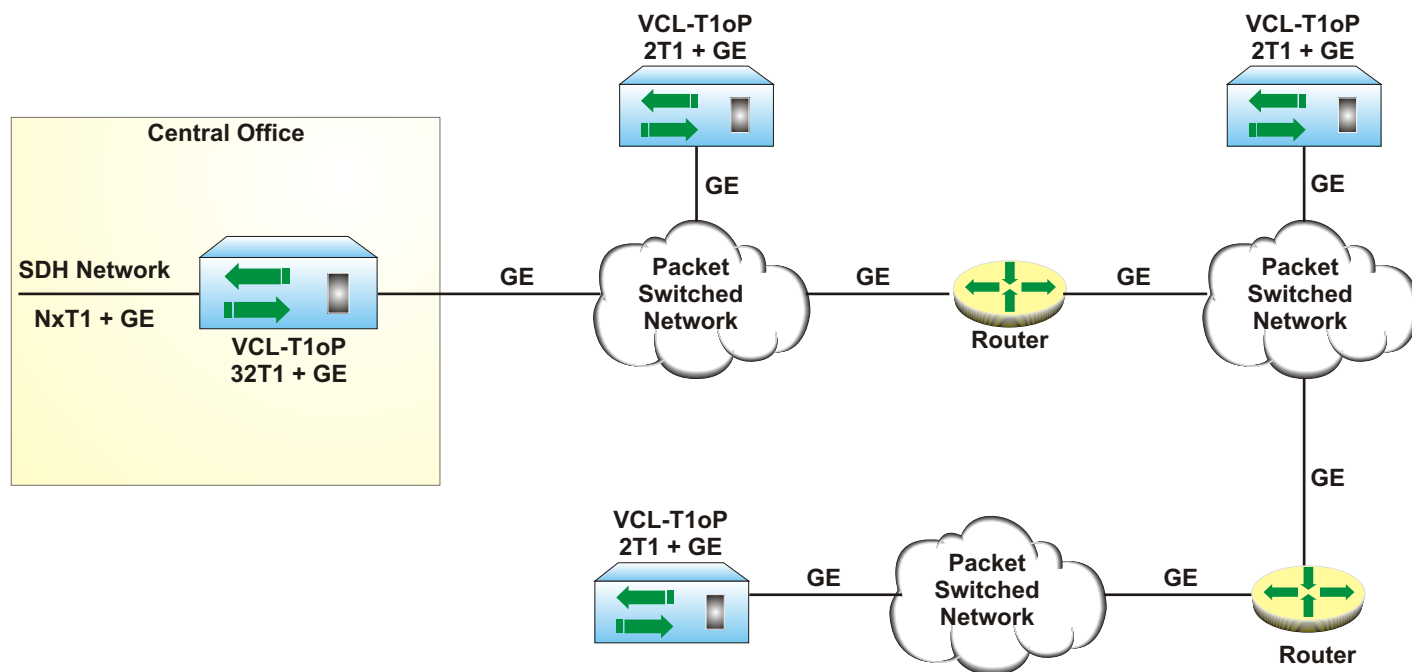 VCL-T1oP
2T1 + GE
VCL-T1oP
2T1 + GE
Central Office
GE
GE
SDH Network
NxT1 + GE
VCL-T1oP
32T1 + GE
GE
Packet
Switched
Network
GE
Router
GE
Packet
Switched
Network
GE
VCL-T1oP
2T1 + GE
GE
Packet
Switched
Network
GE
Router